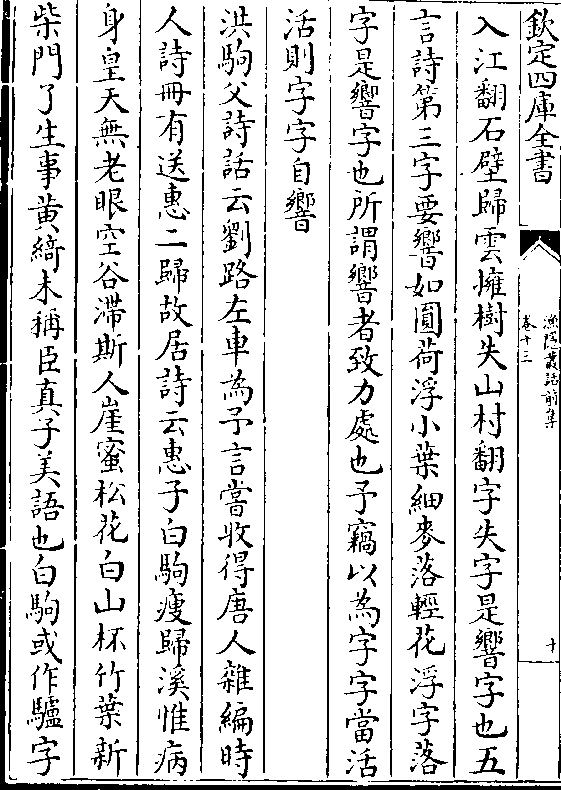 欽定四庫全書
漁隱叢話前集
卷十三
十
入江翻石壁歸雲擁樹失山村翻字失字是響字也五
言詩第三字要響如圓荷浮小葉細麥落輕花浮字落
字是響字也所謂響者致力處也予竊以為字字當活
活則字字自響
洪駒父詩話云劉路左車為予言嘗收得唐人雜編時
人詩冊有送惠二歸故居詩云惠子白駒瘦歸溪惟病
身皇天無老眼空谷滯斯人崖蜜松花白山杯竹葉新
柴門了生事黃綺未稱臣真子美語也白駒或作驢字